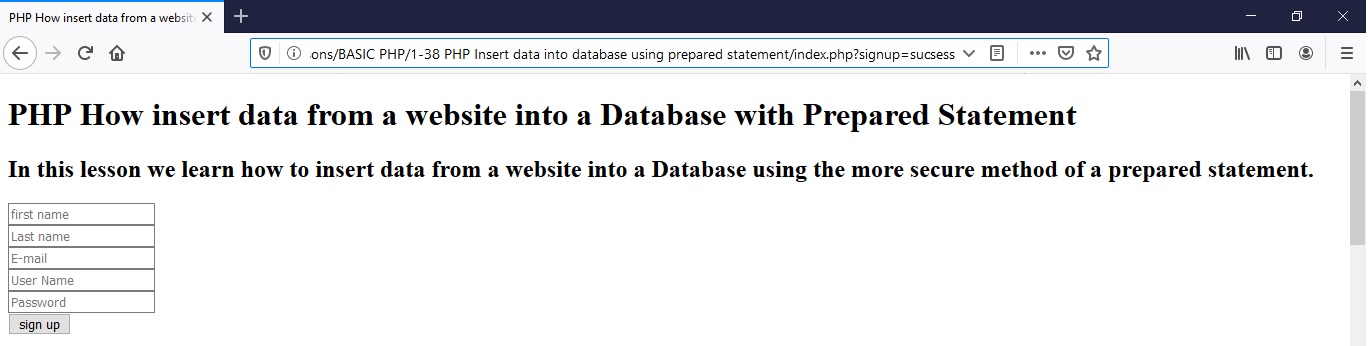 PHP How insert data from a websit
ons/BASIC PHP/1-38 PHP Insert data into database using prepared statement/index.php?signup=sucsess
PHP How insert data from a website into a Database with Prepared Statement
In this lesson we learn how to insert data from a website into a Database using the more secure method of a prepared statement.
first name
Last name
E-mail
User Name
Password
sign up